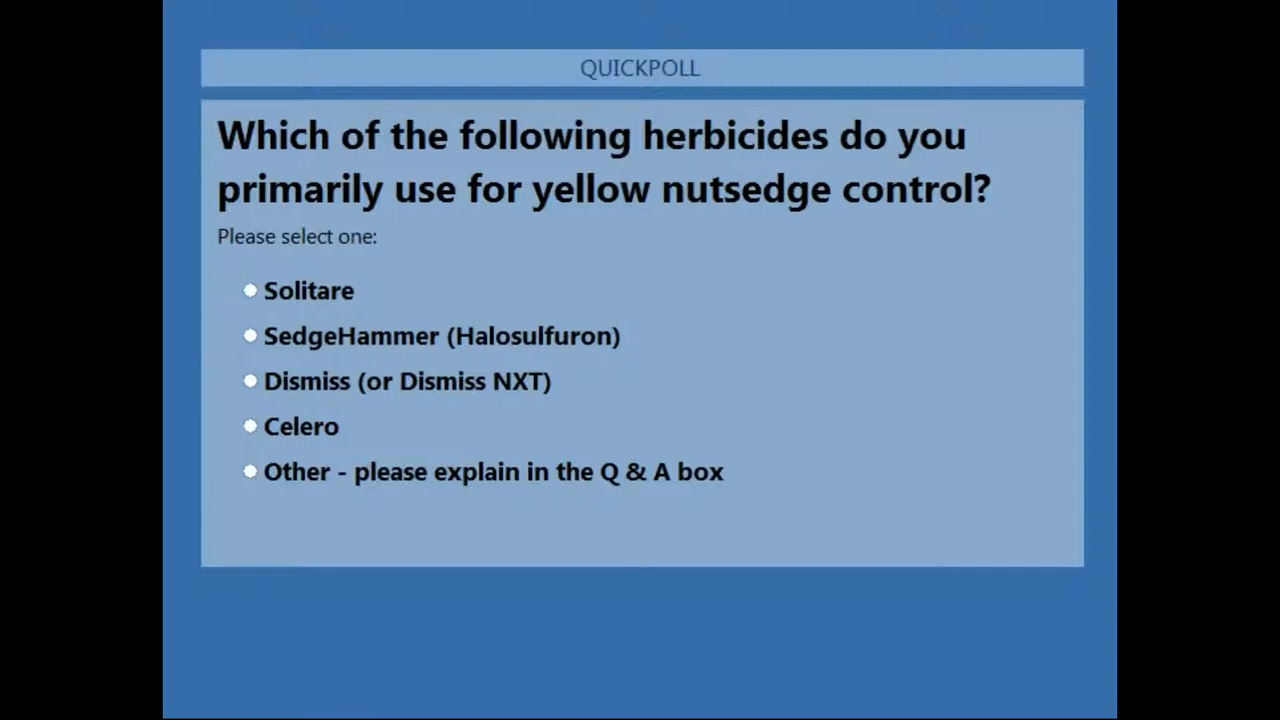 QUICKPOLL
Which of the following herbicides do you
primarily use for yellow nutsedge control?
Please select one:
Solitare
SedgeHammer (Halosulfuron)
Dismiss (or Dismiss NXT)
Celero
Other - please explain in the Q & A box